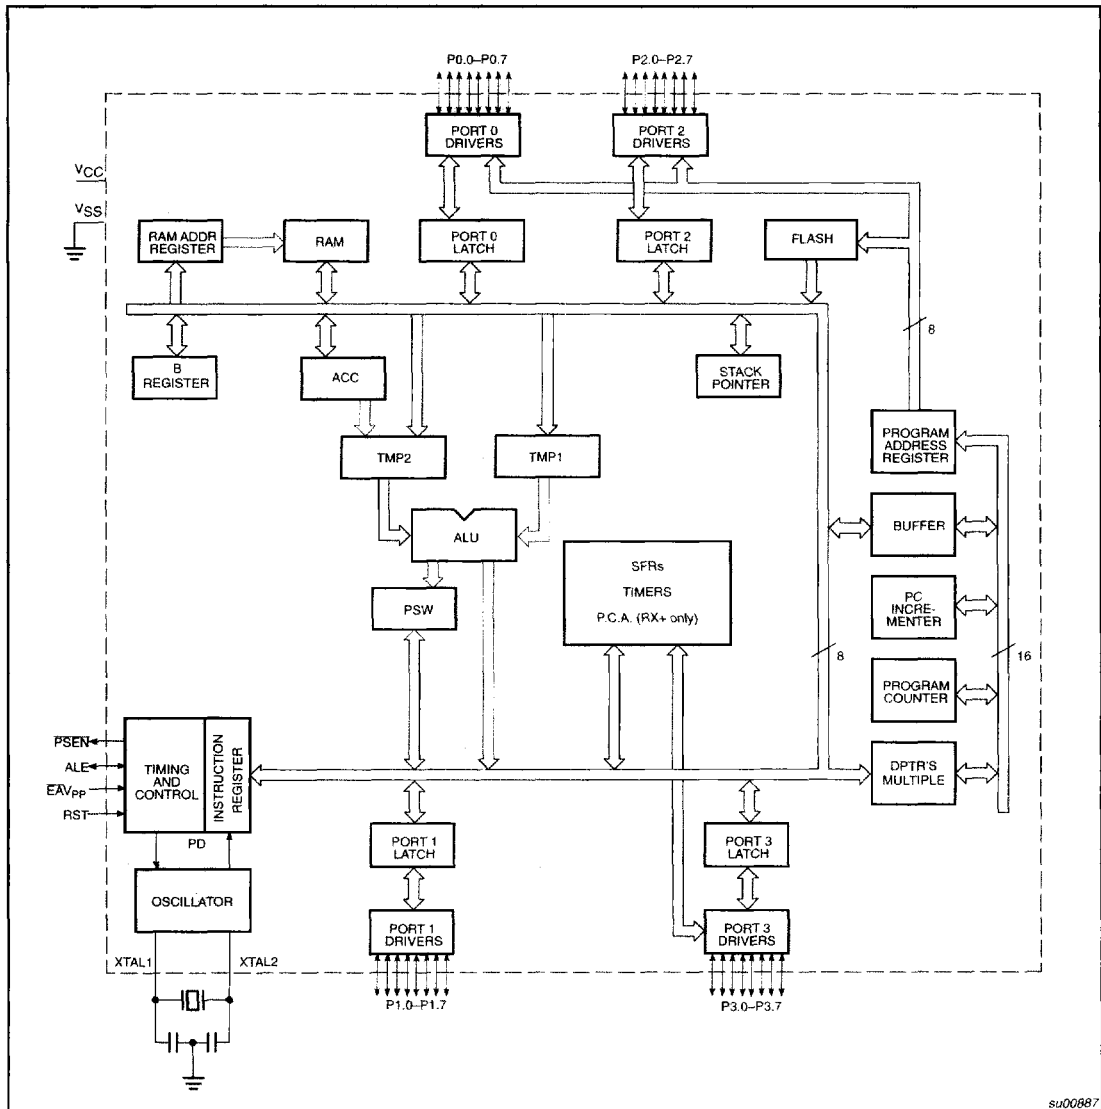 P0.0–P0.7
P2.0–P2.7
PORT 0
DRIVERS
PORT 2
DRIVERS
VCC
VSS
RAM ADDR
REGISTER
RAM
PORT 0
LATCH
PORT 2
LATCH
FLASH
8
B
REGISTER
ACC
STACK
POINTER
PROGRAM
ADDRESS
REGISTER
TMP2
TMP1
BUFFER
ALU
SFRs
TIMERS
P.C.A. (RX+ only)
PSW
PC
INCRE-
MENTER
8
16
PROGRAM
COUNTER
PSEN
ALE
EAVPP
RST
TIMING
AND
CONTROL
INSTRUCTION
REGISTER
DPTR'S
MULTIPLE
PD
PORT 1
LATCH
PORT 3
LATCH
OSCILLATOR
PORT 1
DRIVERS
PORT 3
DRIVERS
XTAL1
XTAL2
P1.0–P1.7
P3.0–P3.7
su00887